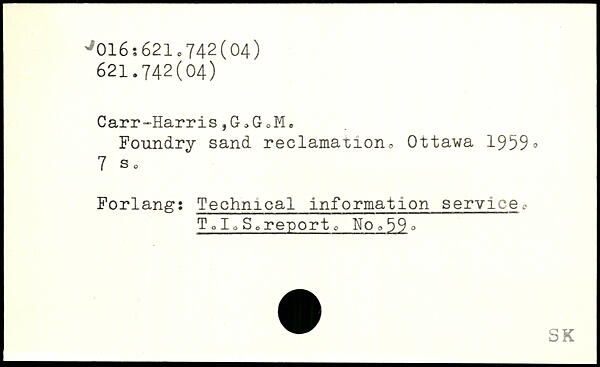 016:621.742(04)
621.742(04)
Carr-Harris,G.G.M.
Foundry sand reclamation. Ottawa 1959.
7 s.
Forlang: Technical information service.
T.I.S.report. No.59.
SK